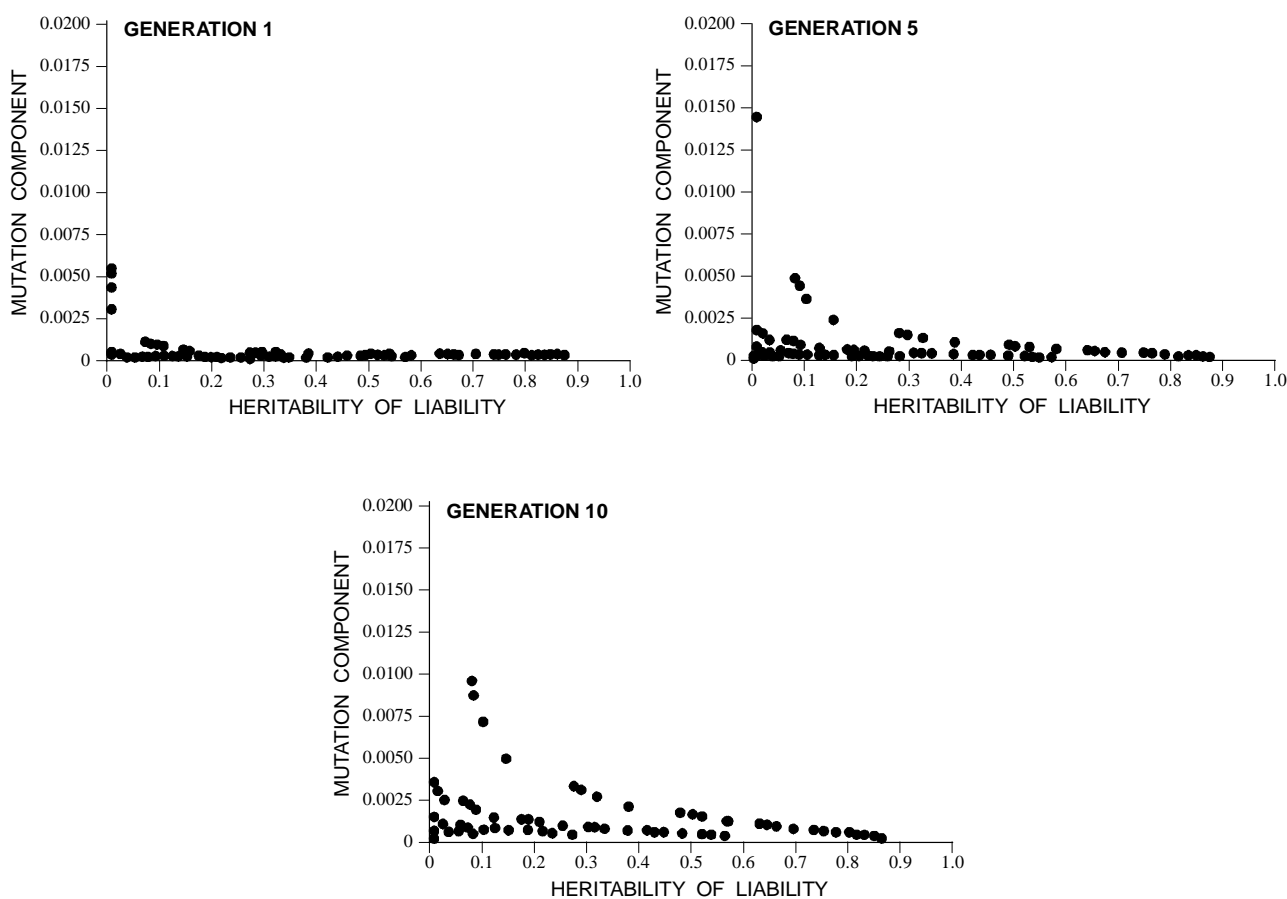 GENERATION 1
MUTATION COMPONENT
0.0200
0.0175
0.0150
0.0125
0.0100
0.0075
0.0050
0.0025
0
0 0.1 0.2 0.3 0.4 0.5 0.6 0.7 0.8 0.9 1.0
HERITABILITY OF LIABILITY
GENERATION 5
MUTATION COMPONENT
0.0200
0.0175
0.0150
0.0125
0.0100
0.0075
0.0050
0.0025
0
0 0.1 0.2 0.3 0.4 0.5 0.6 0.7 0.8 0.9 1.0
HERITABILITY OF LIABILITY
GENERATION 10
MUTATION COMPONENT
0.0200
0.0175
0.0150
0.0125
0.0100
0.0075
0.0050
0.0025
0
0 0.1 0.2 0.3 0.4 0.5 0.6 0.7 0.8 0.9 1.0
HERITABILITY OF LIABILITY